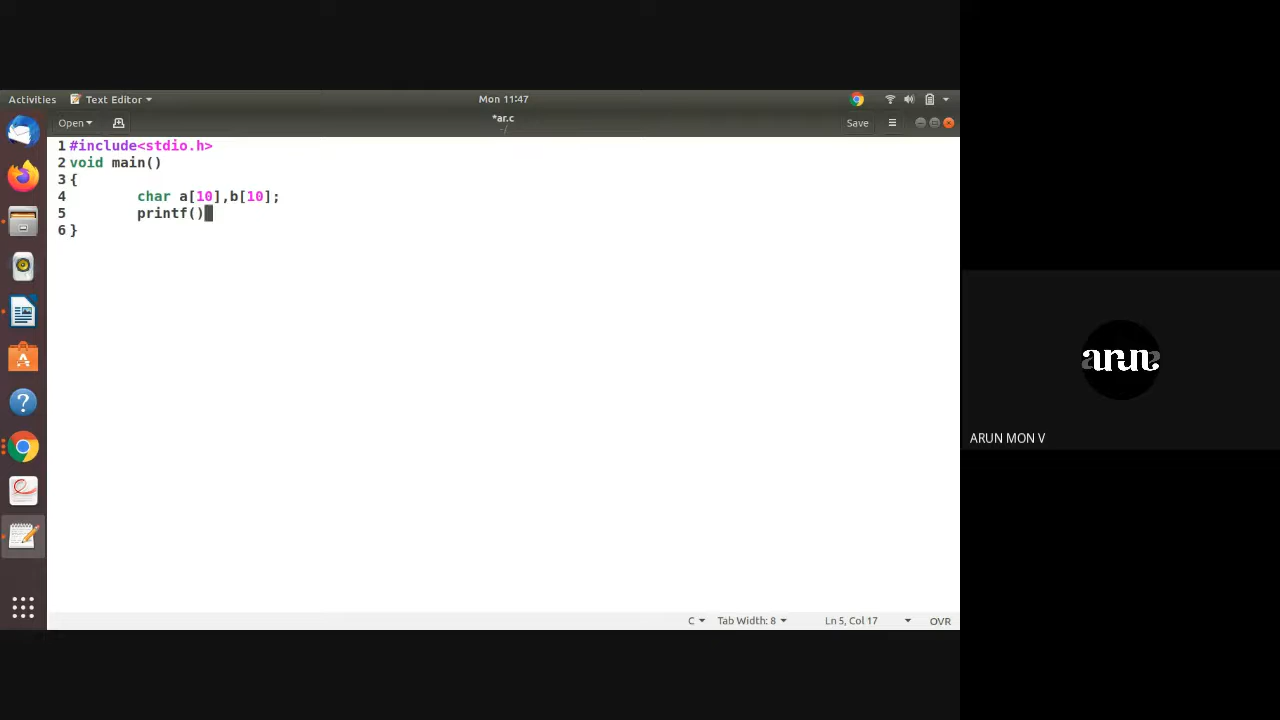 Activities Text Editor Mon 11:47
Open *ar.c Save
~/
1 #include<stdio.h>
2 void main()
3 {
4 char a[10],b[10];
5 printf()
6 }
C Tab Width: 8 Ln 5, Col 17 OVR
arun
ARUN MON V